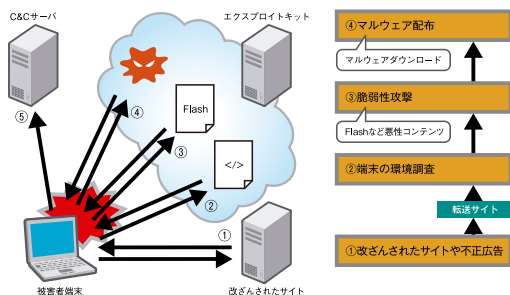 C&Cサーバ
エクスプロイトキット
⑤
④
Flash
③
</>
②
①
被害者端末
改ざんされたサイト
④マルウェア配布
マルウェアダウンロード
③脆弱性攻撃
Flashなど悪性コンテンツ
②端末の環境調査
転送サイト
①改ざんされたサイトや不正広告